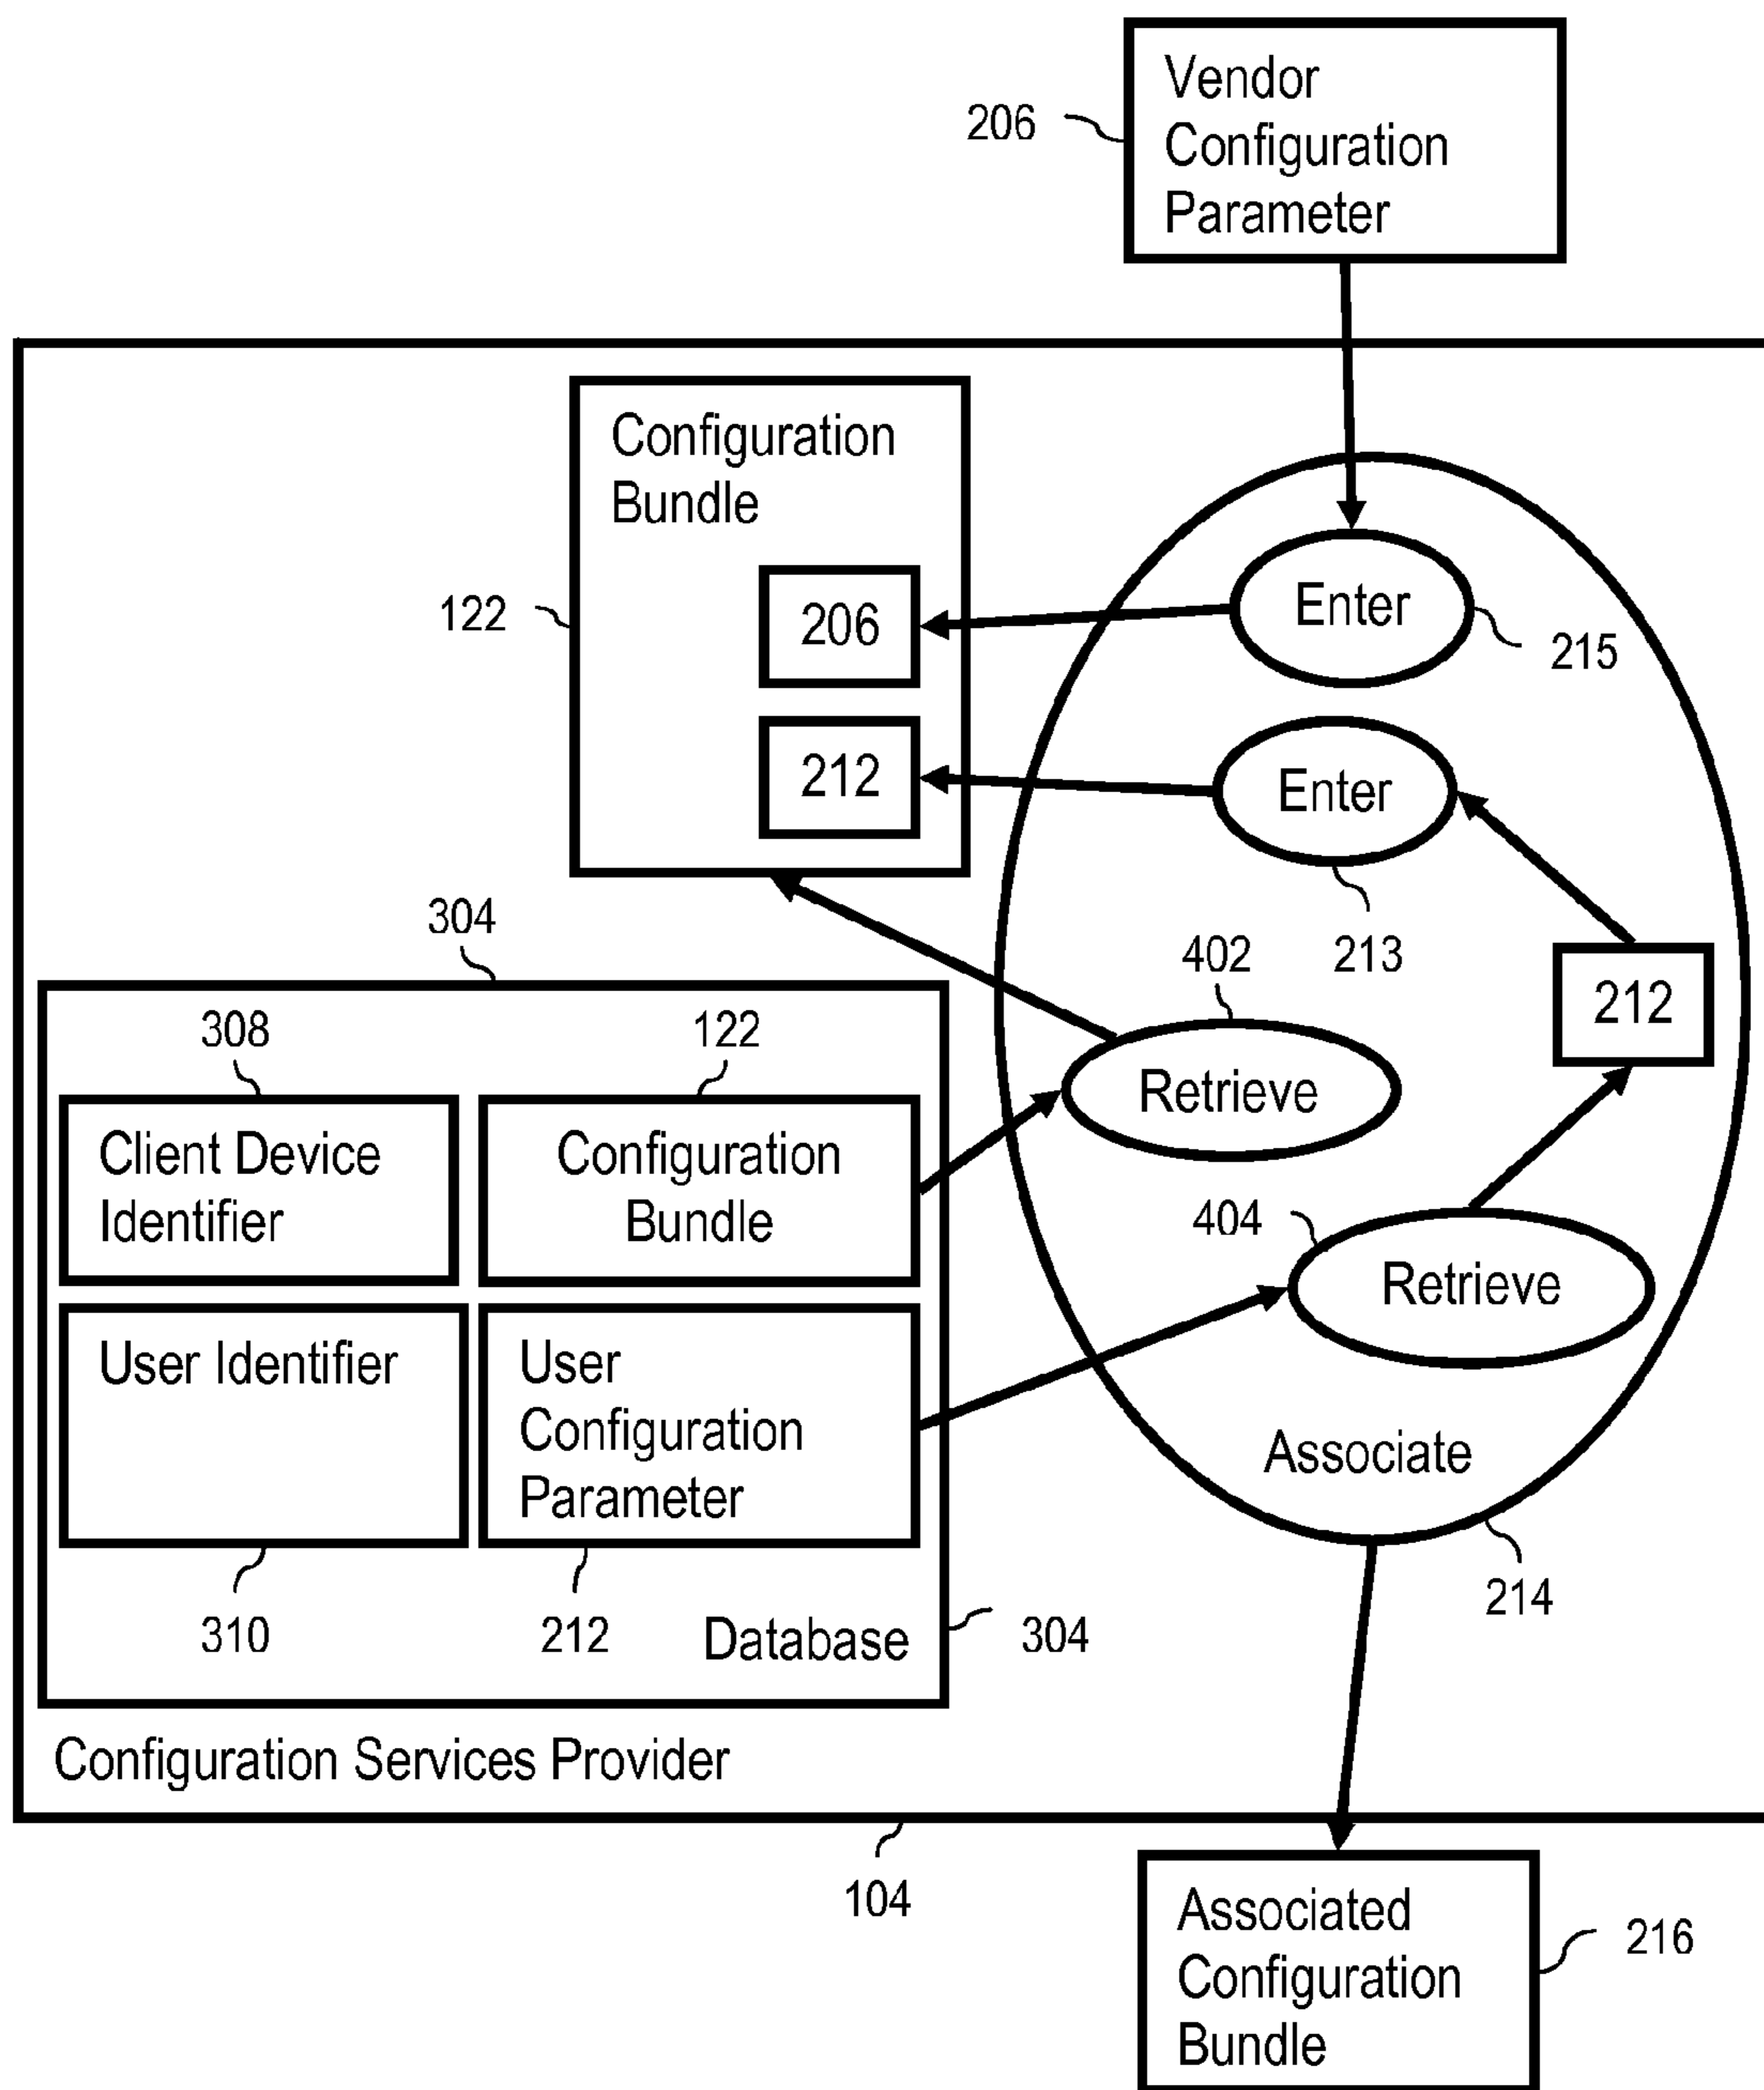 Vendor
Configuration
Parameter
206
Configuration
Bundle
122
206
212
Enter
215
Enter
213
212
304
402
Retrieve
404
Retrieve
308
122
Client Device
Identifier
Configuration
Bundle
User Identifier
User
Configuration
Parameter
310
212
Database
304
Associate
214
Configuration Services Provider
104
Associated
Configuration
Bundle
216